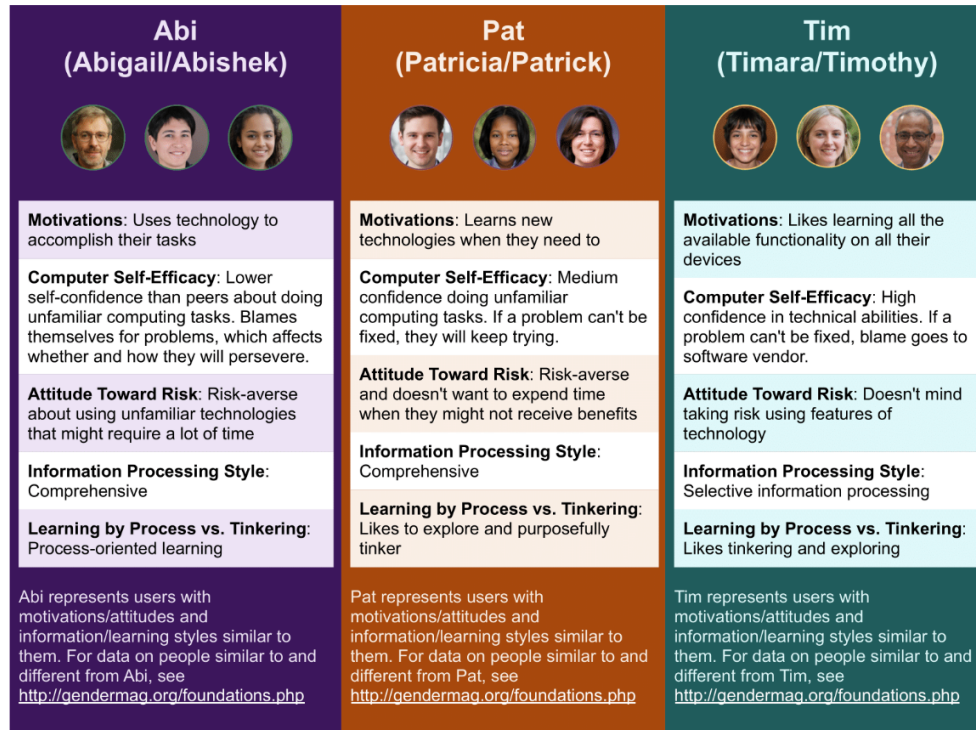 Abi
(Abigail/Abishek)
Motivations: Uses technology to
accomplish their tasks
Computer Self-Efficacy: Lower
self-confidence than peers about doing
unfamiliar computing tasks. Blames
themselves for problems, which affects
whether and how they will persevere.
Attitude Toward Risk: Risk-averse
about using unfamiliar technologies
that might require a lot of time
Information Processing Style:
Comprehensive
Learning by Process vs. Tinkering:
Process-oriented learning
Abi represents users with
motivations/attitudes and
information/learning styles similar to
them. For data on people similar to and
different from Abi, see
http://gendermag.org/foundations.php
Pat
(Patricia/Patrick)
Motivations: Learns new
technologies when they need to
Computer Self-Efficacy: Medium
confidence doing unfamiliar
computing tasks. If a problem can't be
fixed, they will keep trying.
Attitude Toward Risk: Risk-averse
and doesn't want to expend time
when they might not receive benefits
Information Processing Style:
Comprehensive
Learning by Process vs. Tinkering:
Likes to explore and purposefully
tinker
Pat represents users with
motivations/attitudes and
information/learning styles similar to
them. For data on people similar to and
different from Pat, see
http://gendermag.org/foundations.php
Tim
(Timara/Timothy)
Motivations: Likes learning all the
available functionality on all their
devices
Computer Self-Efficacy: High
confidence in technical abilities. If a
problem can't be fixed, blame goes to
software vendor.
Attitude Toward Risk: Doesn't mind
taking risk using features of
technology
Information Processing Style:
Selective information processing
Learning by Process vs. Tinkering:
Likes tinkering and exploring
Tim represents users with
motivations/attitudes and
information/learning styles similar to
them. For data on people similar to and
different from Tim, see
http://gendermag.org/foundations.php